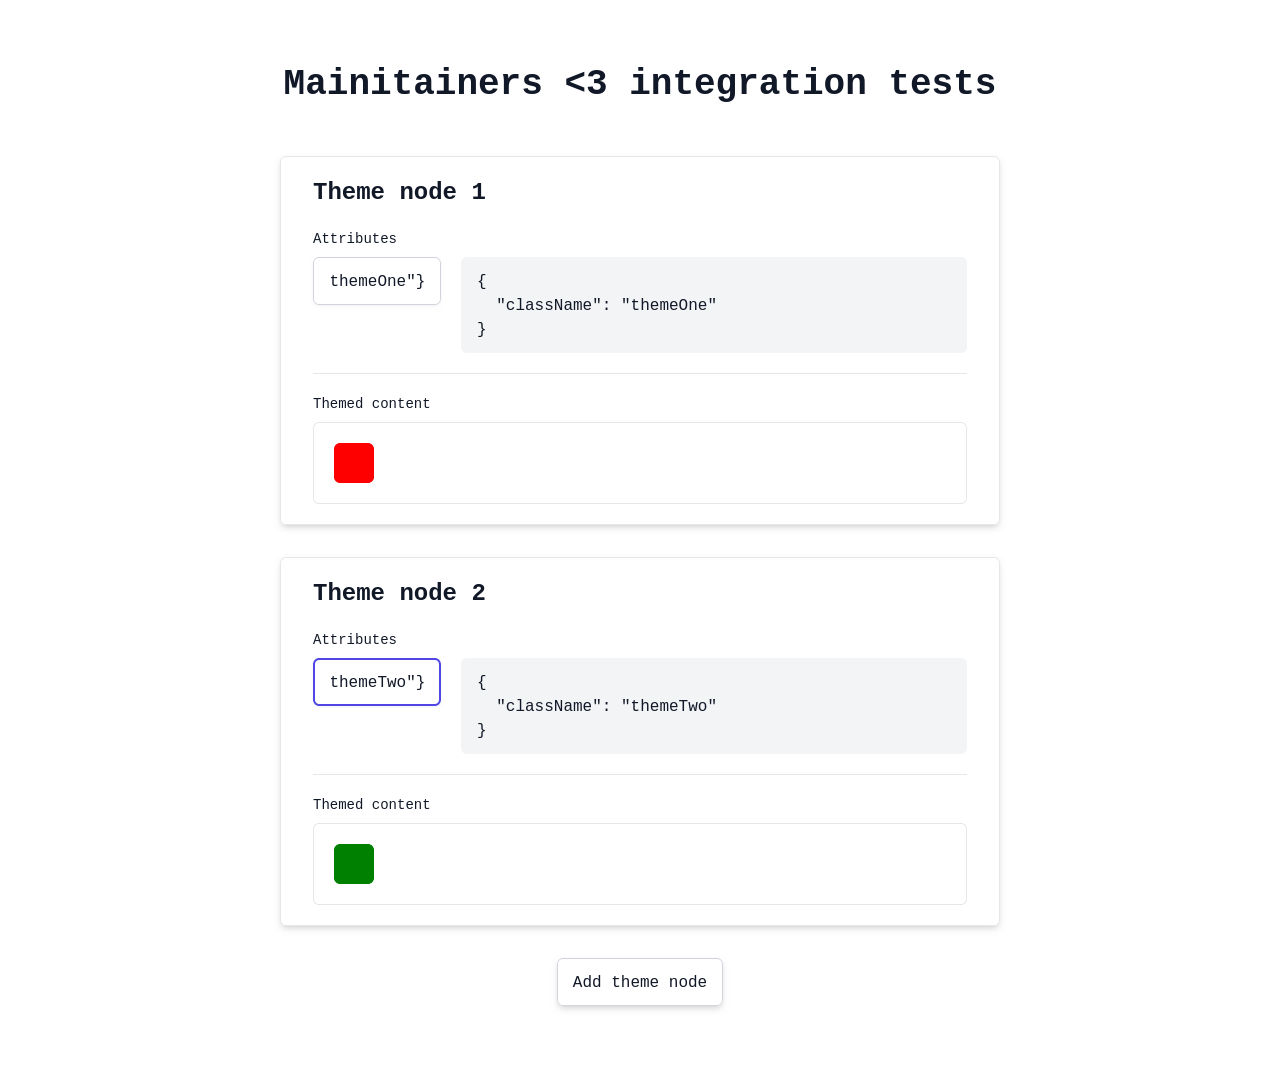 Mainitainers <3 integration tests
Theme node 1
Attributes
themeOne"}
{
"className": "themeOne"
}
Themed content
Theme node 2
Attributes
themeTwo"}
{
"className": "themeTwo"
}
Themed content
Add theme node